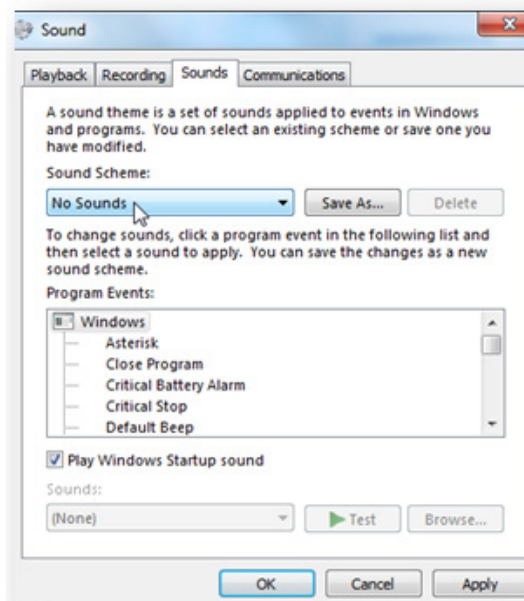 Sound
Playback Recording Sounds Communications
A sound theme is a set of sounds applied to events in Windows
and programs. You can select an existing scheme or save one you
have modified.
Sound Scheme:
No Sounds Save As... Delete
To change sounds, click a program event in the following list and
then select a sound to apply. You can save the changes as a new
sound scheme.
Program Events:
Windows
Asterisk
Close Program
Critical Battery Alarm
Critical Stop
Default Beep
Play Windows Startup sound
Sounds:
(None) Test Browse...
OK Cancel Apply